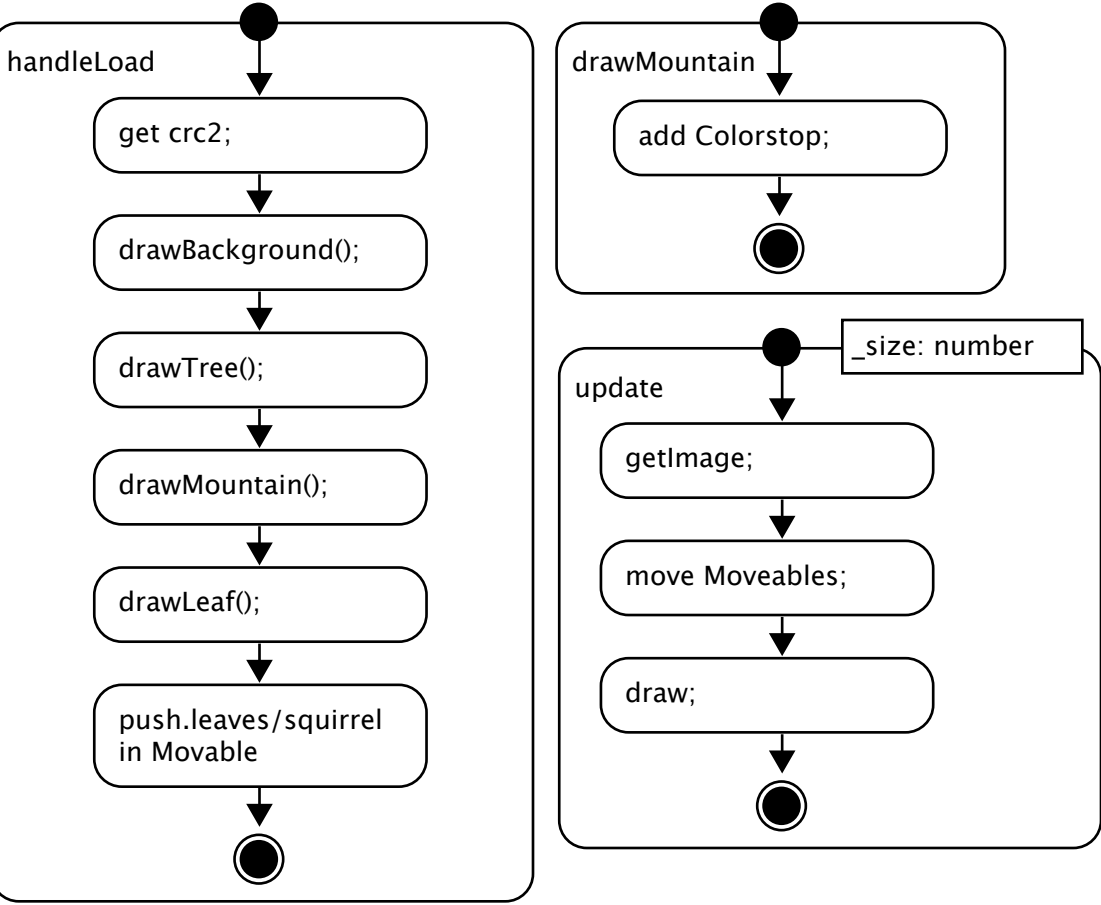 handleLoad
get crc2;
drawBackground();
drawTree();
drawMountain();
drawLeaf();
push.leaves/squirrel
in Movable
drawMountain
add Colorstop;
_size: number
update
getImage;
move Moveables;
draw;